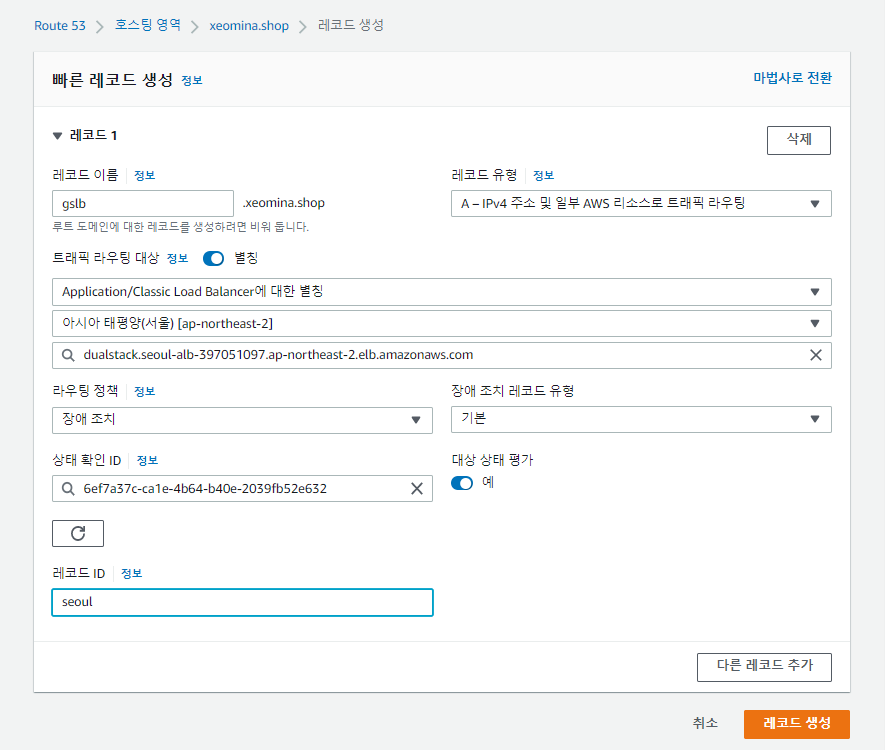 Route 53 > 호스팅 영역 > xeomina.shop > 레코드 생성
빠른 레코드 생성 정보 마법사로 전환
▼ 레코드 1 삭제
레코드 이름 정보 레코드 유형 정보
gslb .xeomina.shop A – IPv4 주소 및 일부 AWS 리소스로 트래픽 라우팅
루트 도메인에 대한 레코드를 생성하려면 비워 둡니다.
트래픽 라우팅 대상 정보 별칭
Application/Classic Load Balancer에 대한 별칭
아시아 태평양(서울) [ap-northeast-2]
dualstack.seoul-alb-397051097.ap-northeast-2.elb.amazonaws.com
라우팅 정책 정보 장애 조치 레코드 유형
장애 조치 기본
상태 확인 ID 정보 대상 상태 평가
6ef7a37c-ca1e-4b64-b40e-2039fb52e632 예
레코드 ID 정보
seoul
다른 레코드 추가
취소 레코드 생성